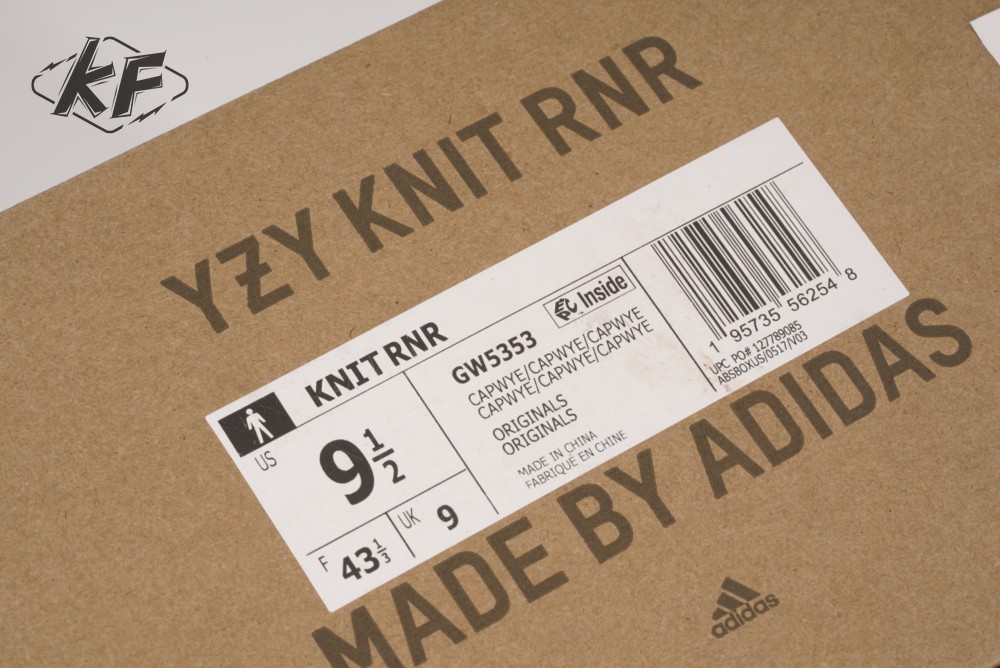 KF
YZY KNIT RNR
KNIT RNR
US
9 1/2
F 43 1/3
UK 9
GW5353
EPC Inside
CAPWYE/CAPWYE/CAPWYE
CAPWYE/CAPWYE/CAPWYE
ORIGINALS
ORIGINALS
MADE IN CHINA
FABRIQUÉ EN CHINE
1 95735 56254 8
UPC PO# 127789085
ABSBOXUS/0517/V03
MADE BY ADIDAS
adidas